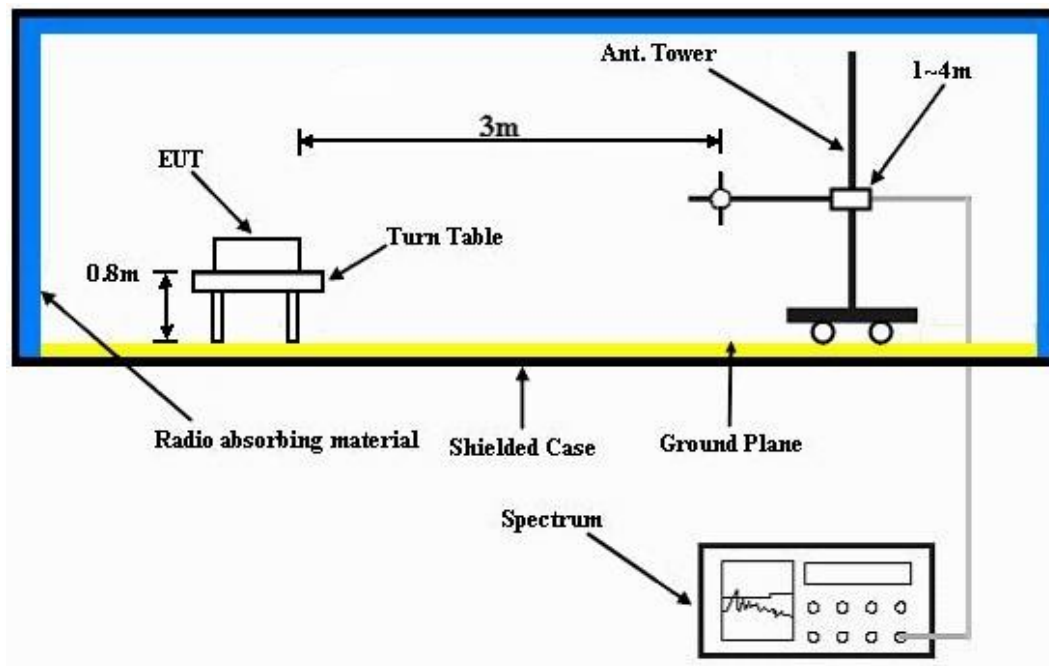 Ant. Tower
1~4m
3m
EUT
Turn Table
0.8m
Radio absorbing material
Shielded Case
Ground Plane
Spectrum